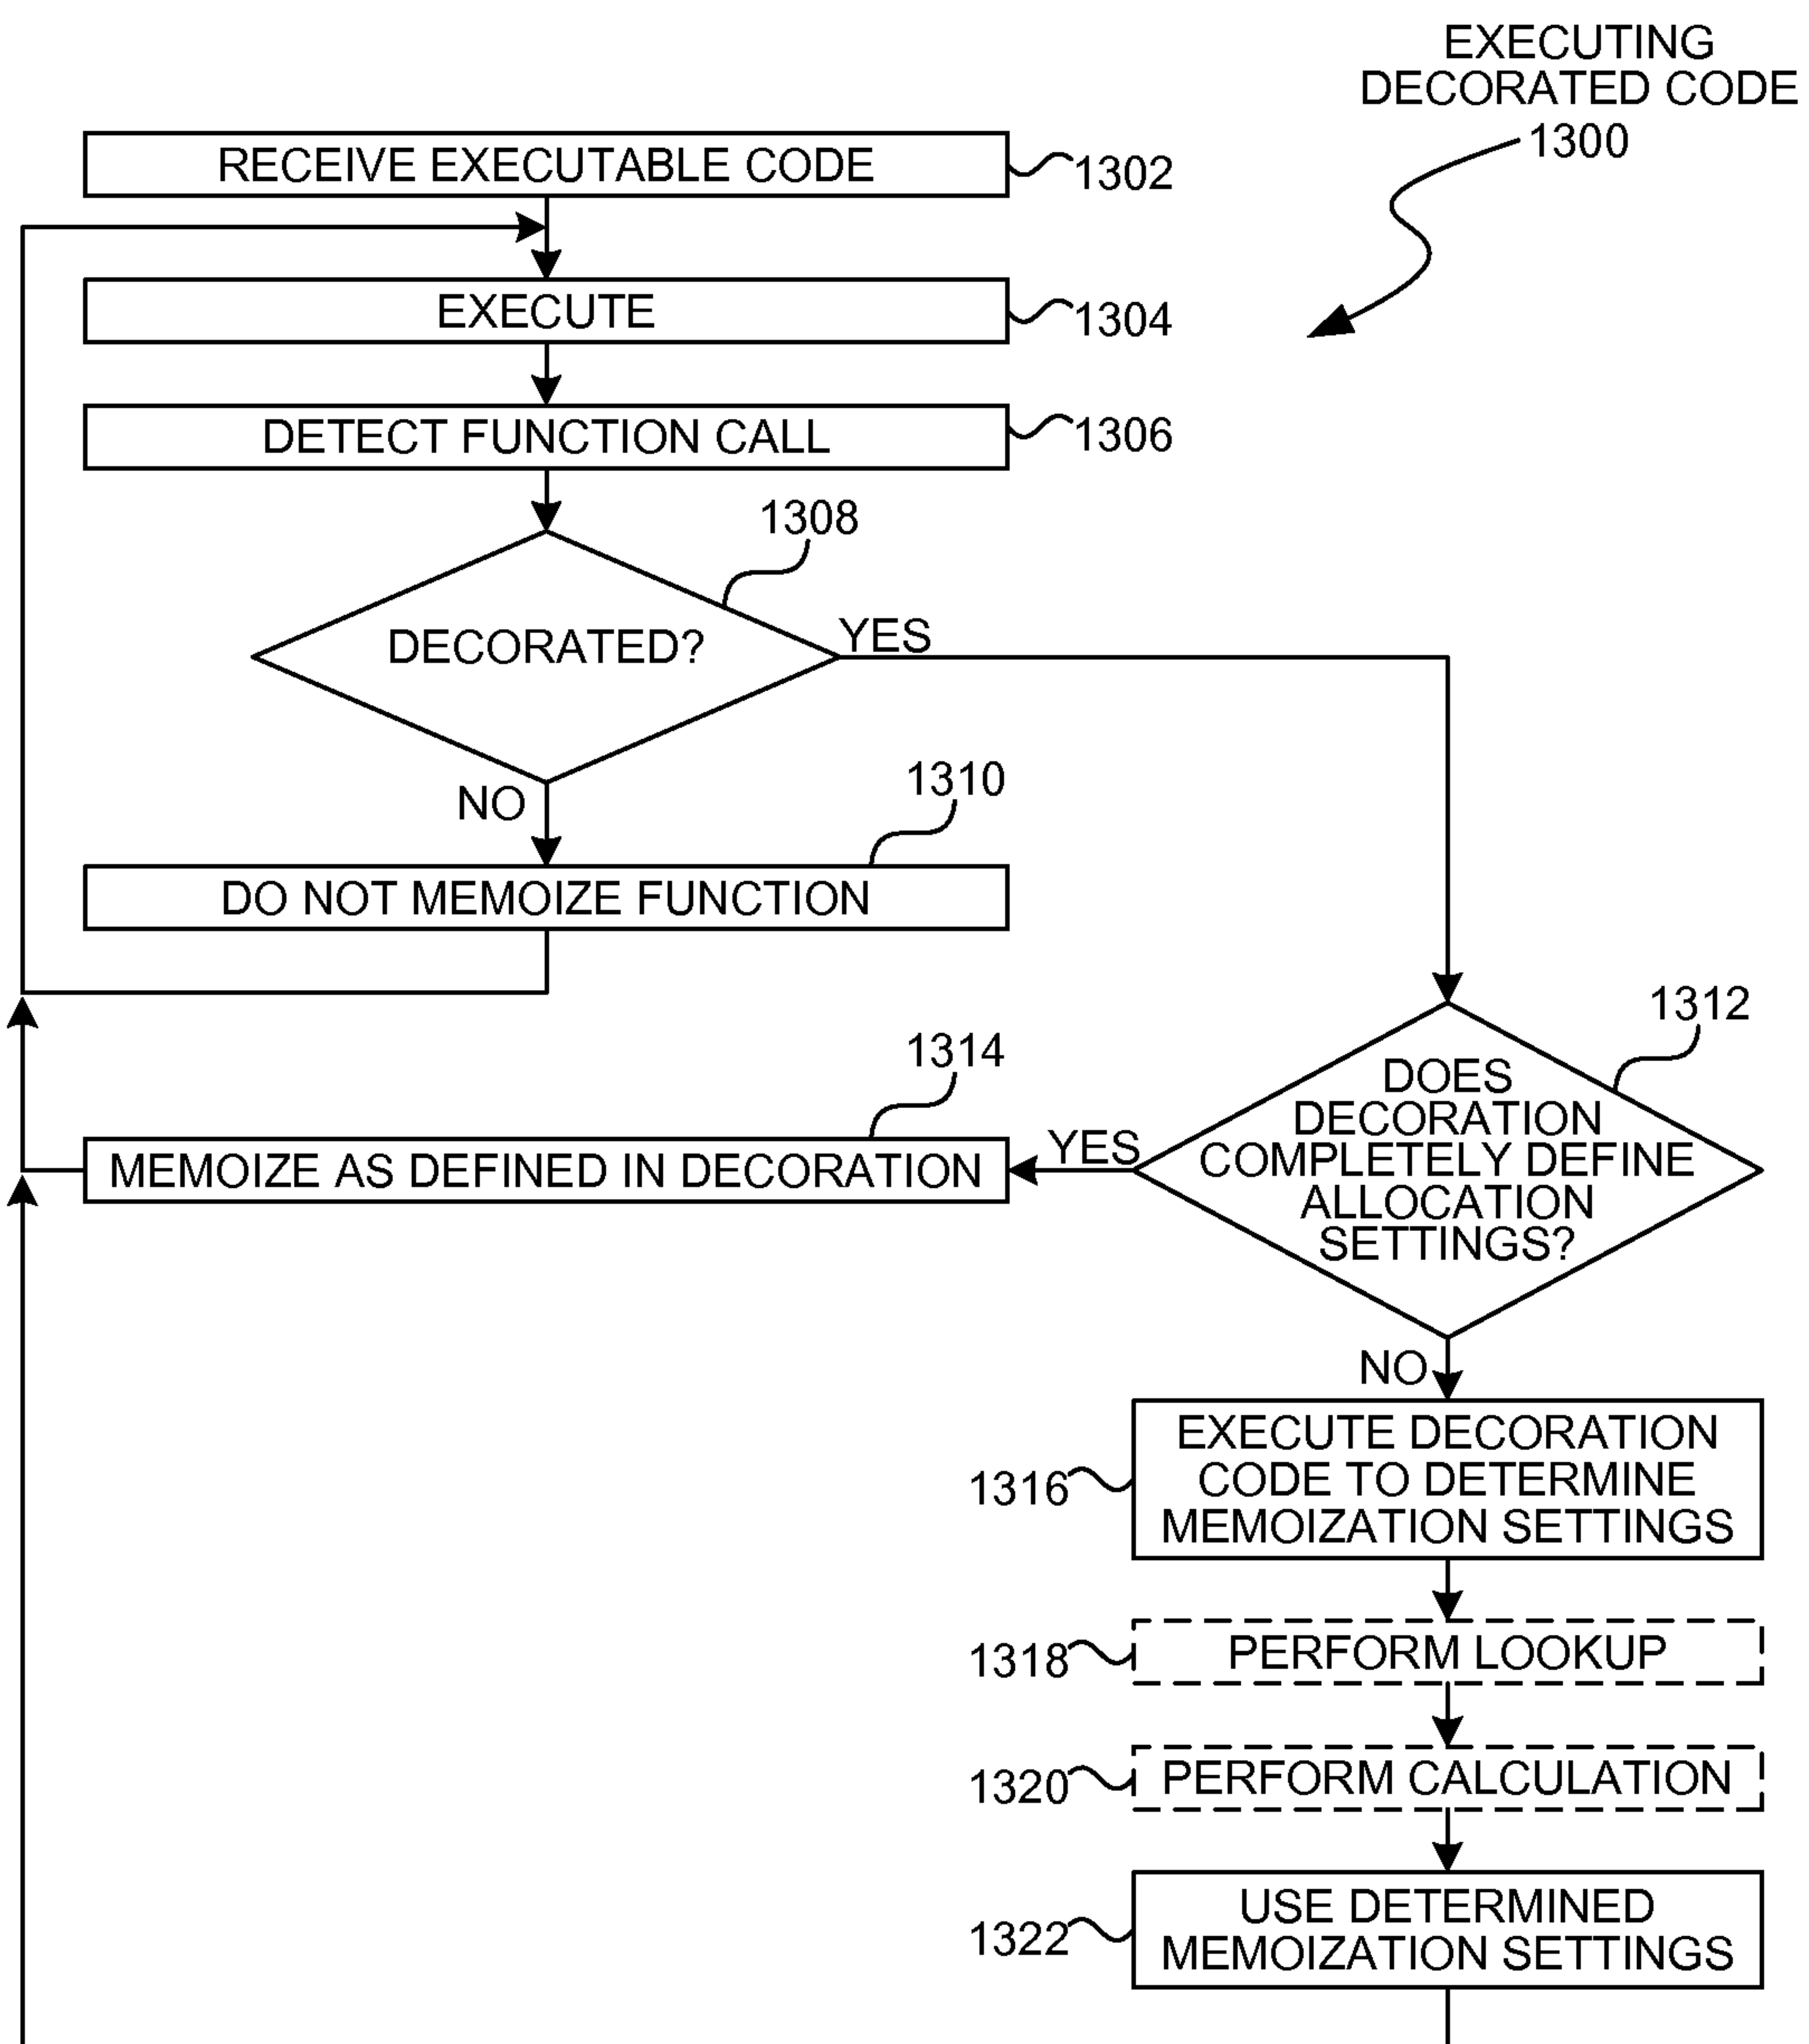 EXECUTING
DECORATED CODE
1300
RECEIVE EXECUTABLE CODE
1302
EXECUTE
1304
DETECT FUNCTION CALL
1306
1308
DECORATED?
YES
NO
1310
DO NOT MEMOIZE FUNCTION
1312
DOES
DECORATION
COMPLETELY DEFINE
ALLOCATION
SETTINGS?
YES
1314
MEMOIZE AS DEFINED IN DECORATION
NO
EXECUTE DECORATION
CODE TO DETERMINE
MEMOIZATION SETTINGS
1316
PERFORM LOOKUP
1318
PERFORM CALCULATION
1320
USE DETERMINED
MEMOIZATION SETTINGS
1322